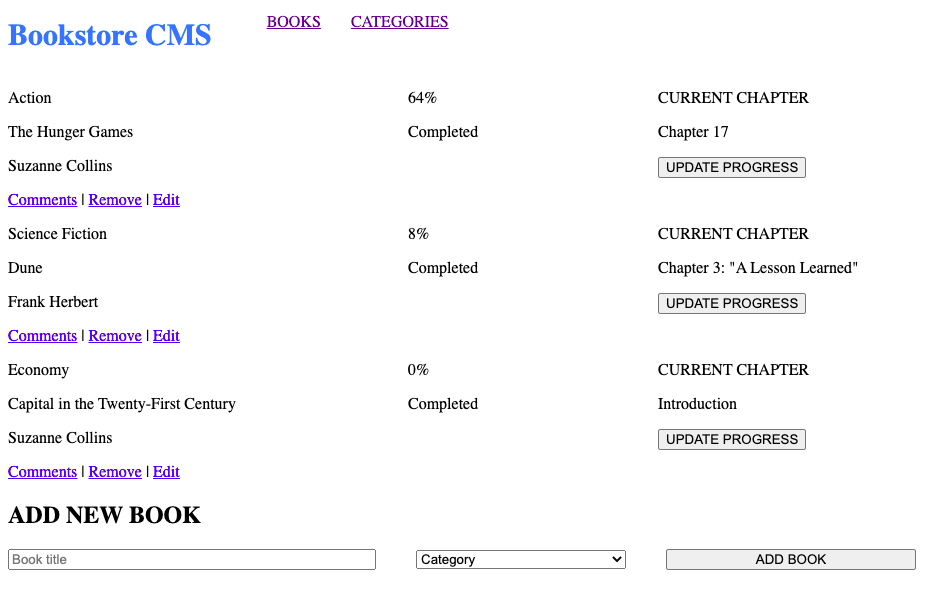 Bookstore CMS BOOKS CATEGORIES
Action 64% CURRENT CHAPTER
The Hunger Games Completed Chapter 17
Suzanne Collins UPDATE PROGRESS
Comments | Remove | Edit
Science Fiction 8% CURRENT CHAPTER
Dune Completed Chapter 3: "A Lesson Learned"
Frank Herbert UPDATE PROGRESS
Comments | Remove | Edit
Economy 0% CURRENT CHAPTER
Capital in the Twenty-First Century Completed Introduction
Suzanne Collins UPDATE PROGRESS
Comments | Remove | Edit
ADD NEW BOOK
Book title Category ADD BOOK